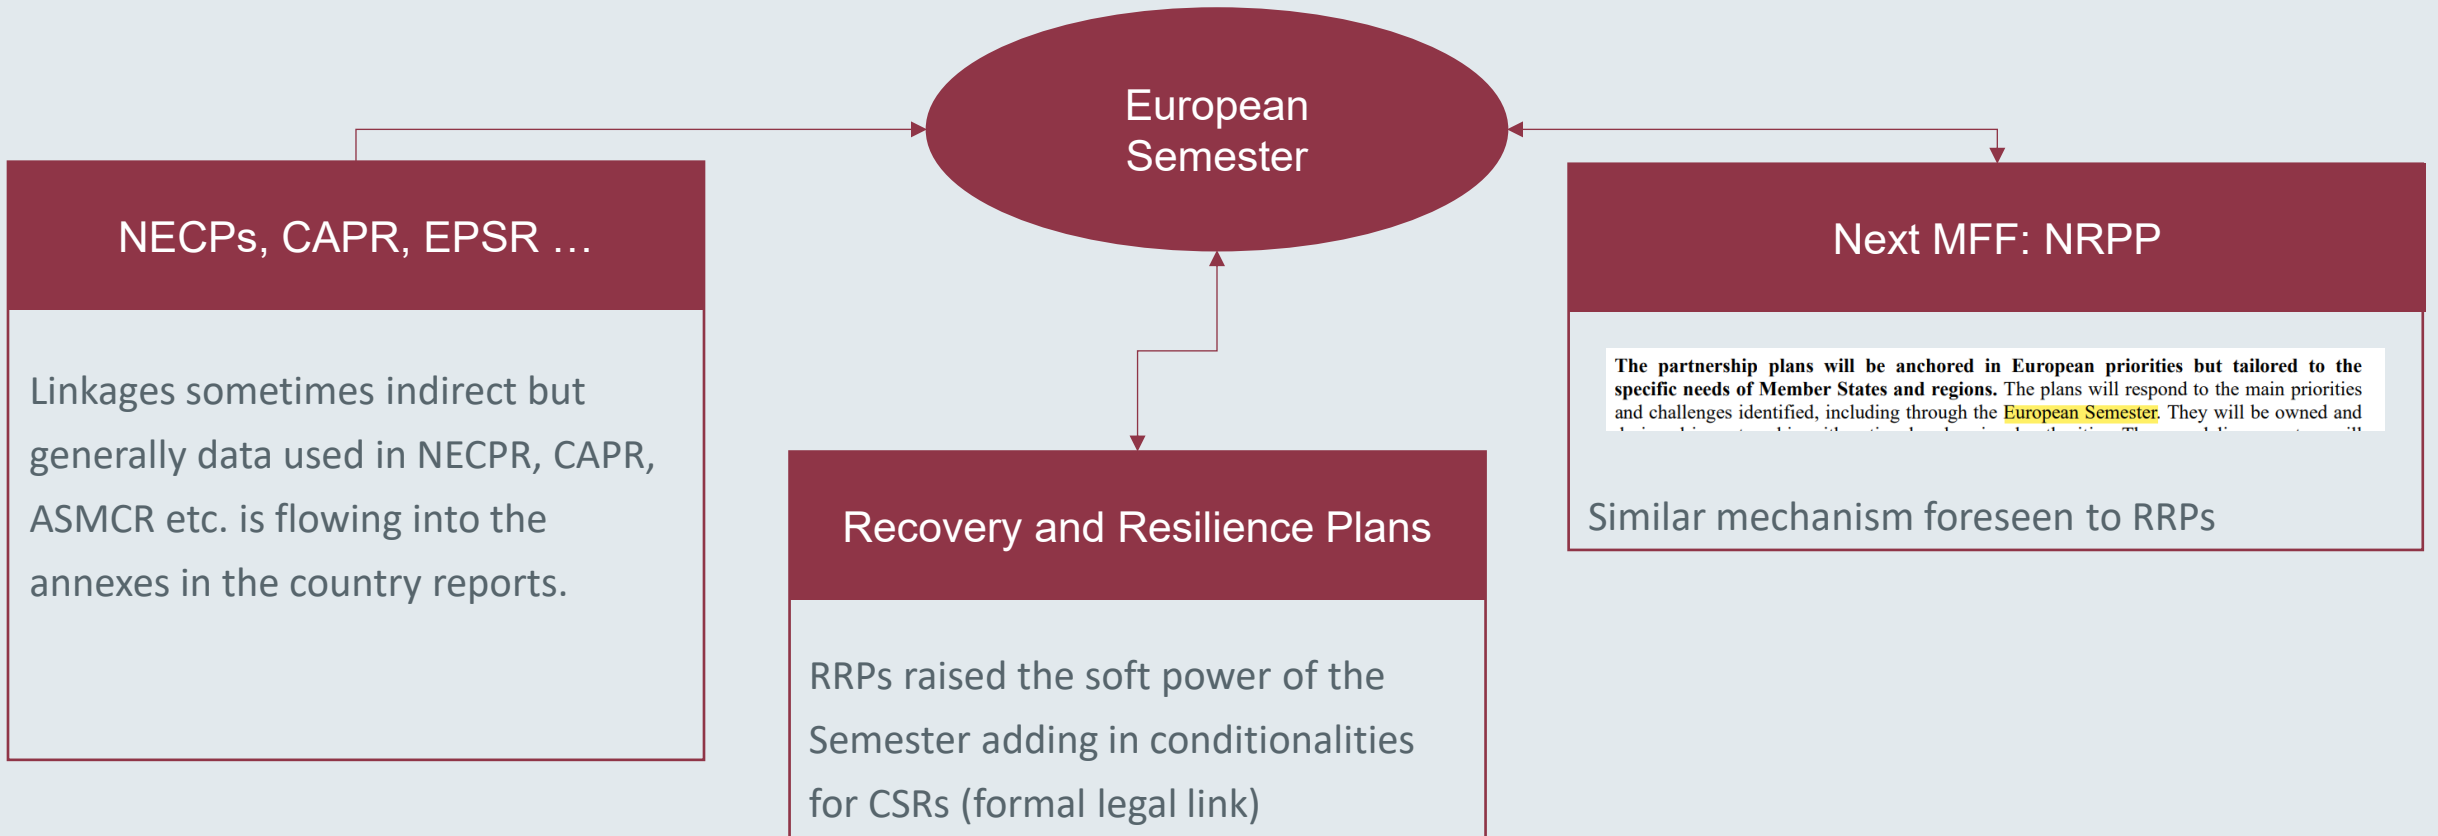 European
Semester
NECPs, CAPR, EPSR …
Linkages sometimes indirect but
generally data used in NECPR, CAPR,
ASMCR etc. is flowing into the
annexes in the country reports.
Recovery and Resilience Plans
RRPs raised the soft power of the
Semester adding in conditionalities
for CSRs (formal legal link)
Next MFF: NRPP
The partnership plans will be anchored in European priorities but tailored to the
specific needs of Member States and regions. The plans will respond to the main priorities
and challenges identified, including through the European Semester. They will be owned and
Similar mechanism foreseen to RRPs